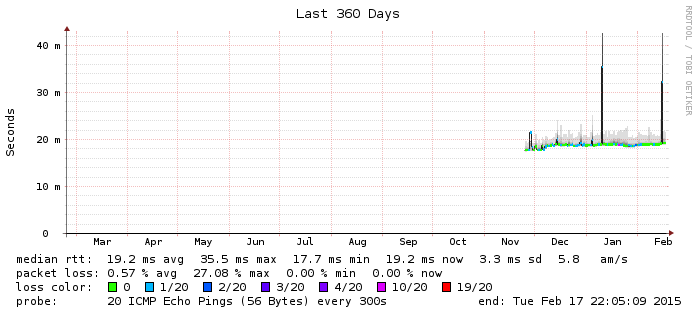 Last 360 Days
RRDTOOL / TOBI OETIKER
Seconds
40 m
30 m
20 m
10 m
0
Mar Apr May Jun Jul Aug Sep Oct Nov Dec Jan Feb
median rtt: 19.2 ms avg 35.5 ms max 17.7 ms min 19.2 ms now 3.3 ms sd 5.8 am/s
packet loss: 0.57 % avg 27.08 % max 0.00 % min 0.00 % now
loss color: 0 1/20 2/20 3/20 4/20 10/20 19/20
probe: 20 ICMP Echo Pings (56 Bytes) every 300s end: Tue Feb 17 22:05:09 2015